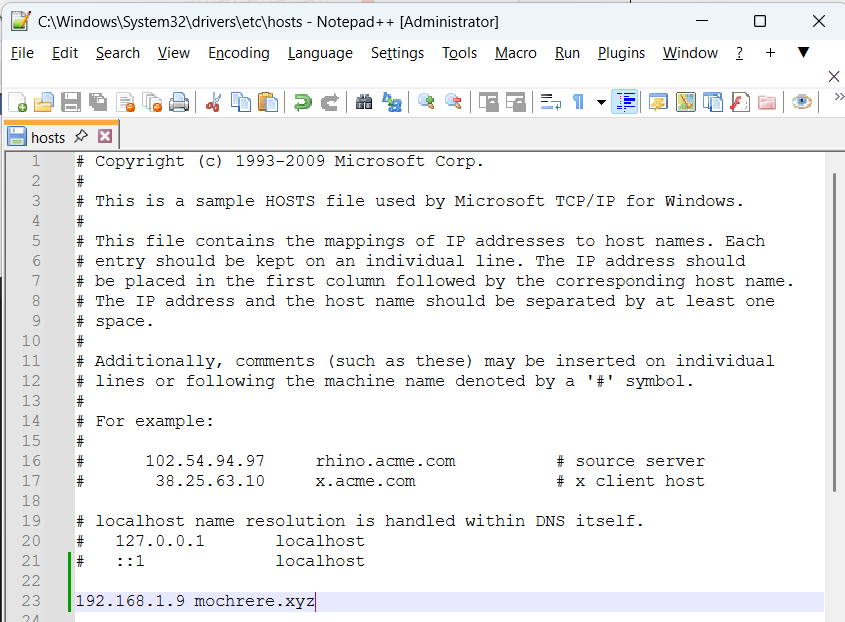 C:\Windows\System32\drivers\etc\hosts - Notepad++ [Administrator]
File Edit Search View Encoding Language Settings Tools Macro Run Plugins Window ? + ▼
hosts
1 # Copyright (c) 1993-2009 Microsoft Corp.
2 #
3 # This is a sample HOSTS file used by Microsoft TCP/IP for Windows.
4 #
5 # This file contains the mappings of IP addresses to host names. Each
6 # entry should be kept on an individual line. The IP address should
7 # be placed in the first column followed by the corresponding host name.
8 # The IP address and the host name should be separated by at least one
9 # space.
10 #
11 # Additionally, comments (such as these) may be inserted on individual
12 # lines or following the machine name denoted by a '#' symbol.
13 #
14 # For example:
15 #
16 # 102.54.94.97 rhino.acme.com # source server
17 # 38.25.63.10 x.acme.com # x client host
18
19 # localhost name resolution is handled within DNS itself.
20 # 127.0.0.1 localhost
21 # ::1 localhost
22
23 192.168.1.9 mochrere.xyz
24